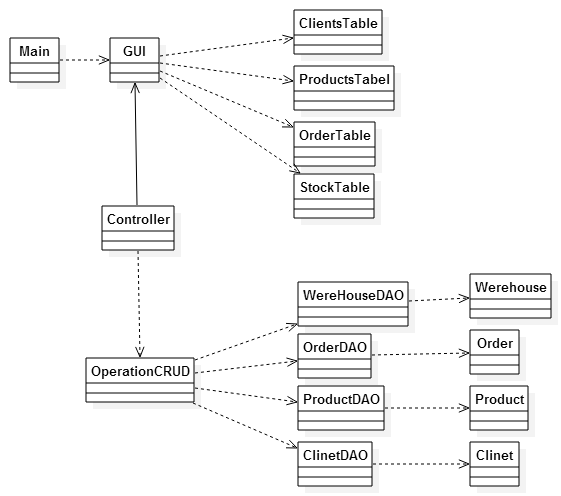 ClientsTable
Main
GUI
ProductsTabel
OrderTable
StockTable
Controller
WereHouseDAO
Werehouse
OrderDAO
Order
OperationCRUD
ProductDAO
Product
ClinetDAO
Clinet